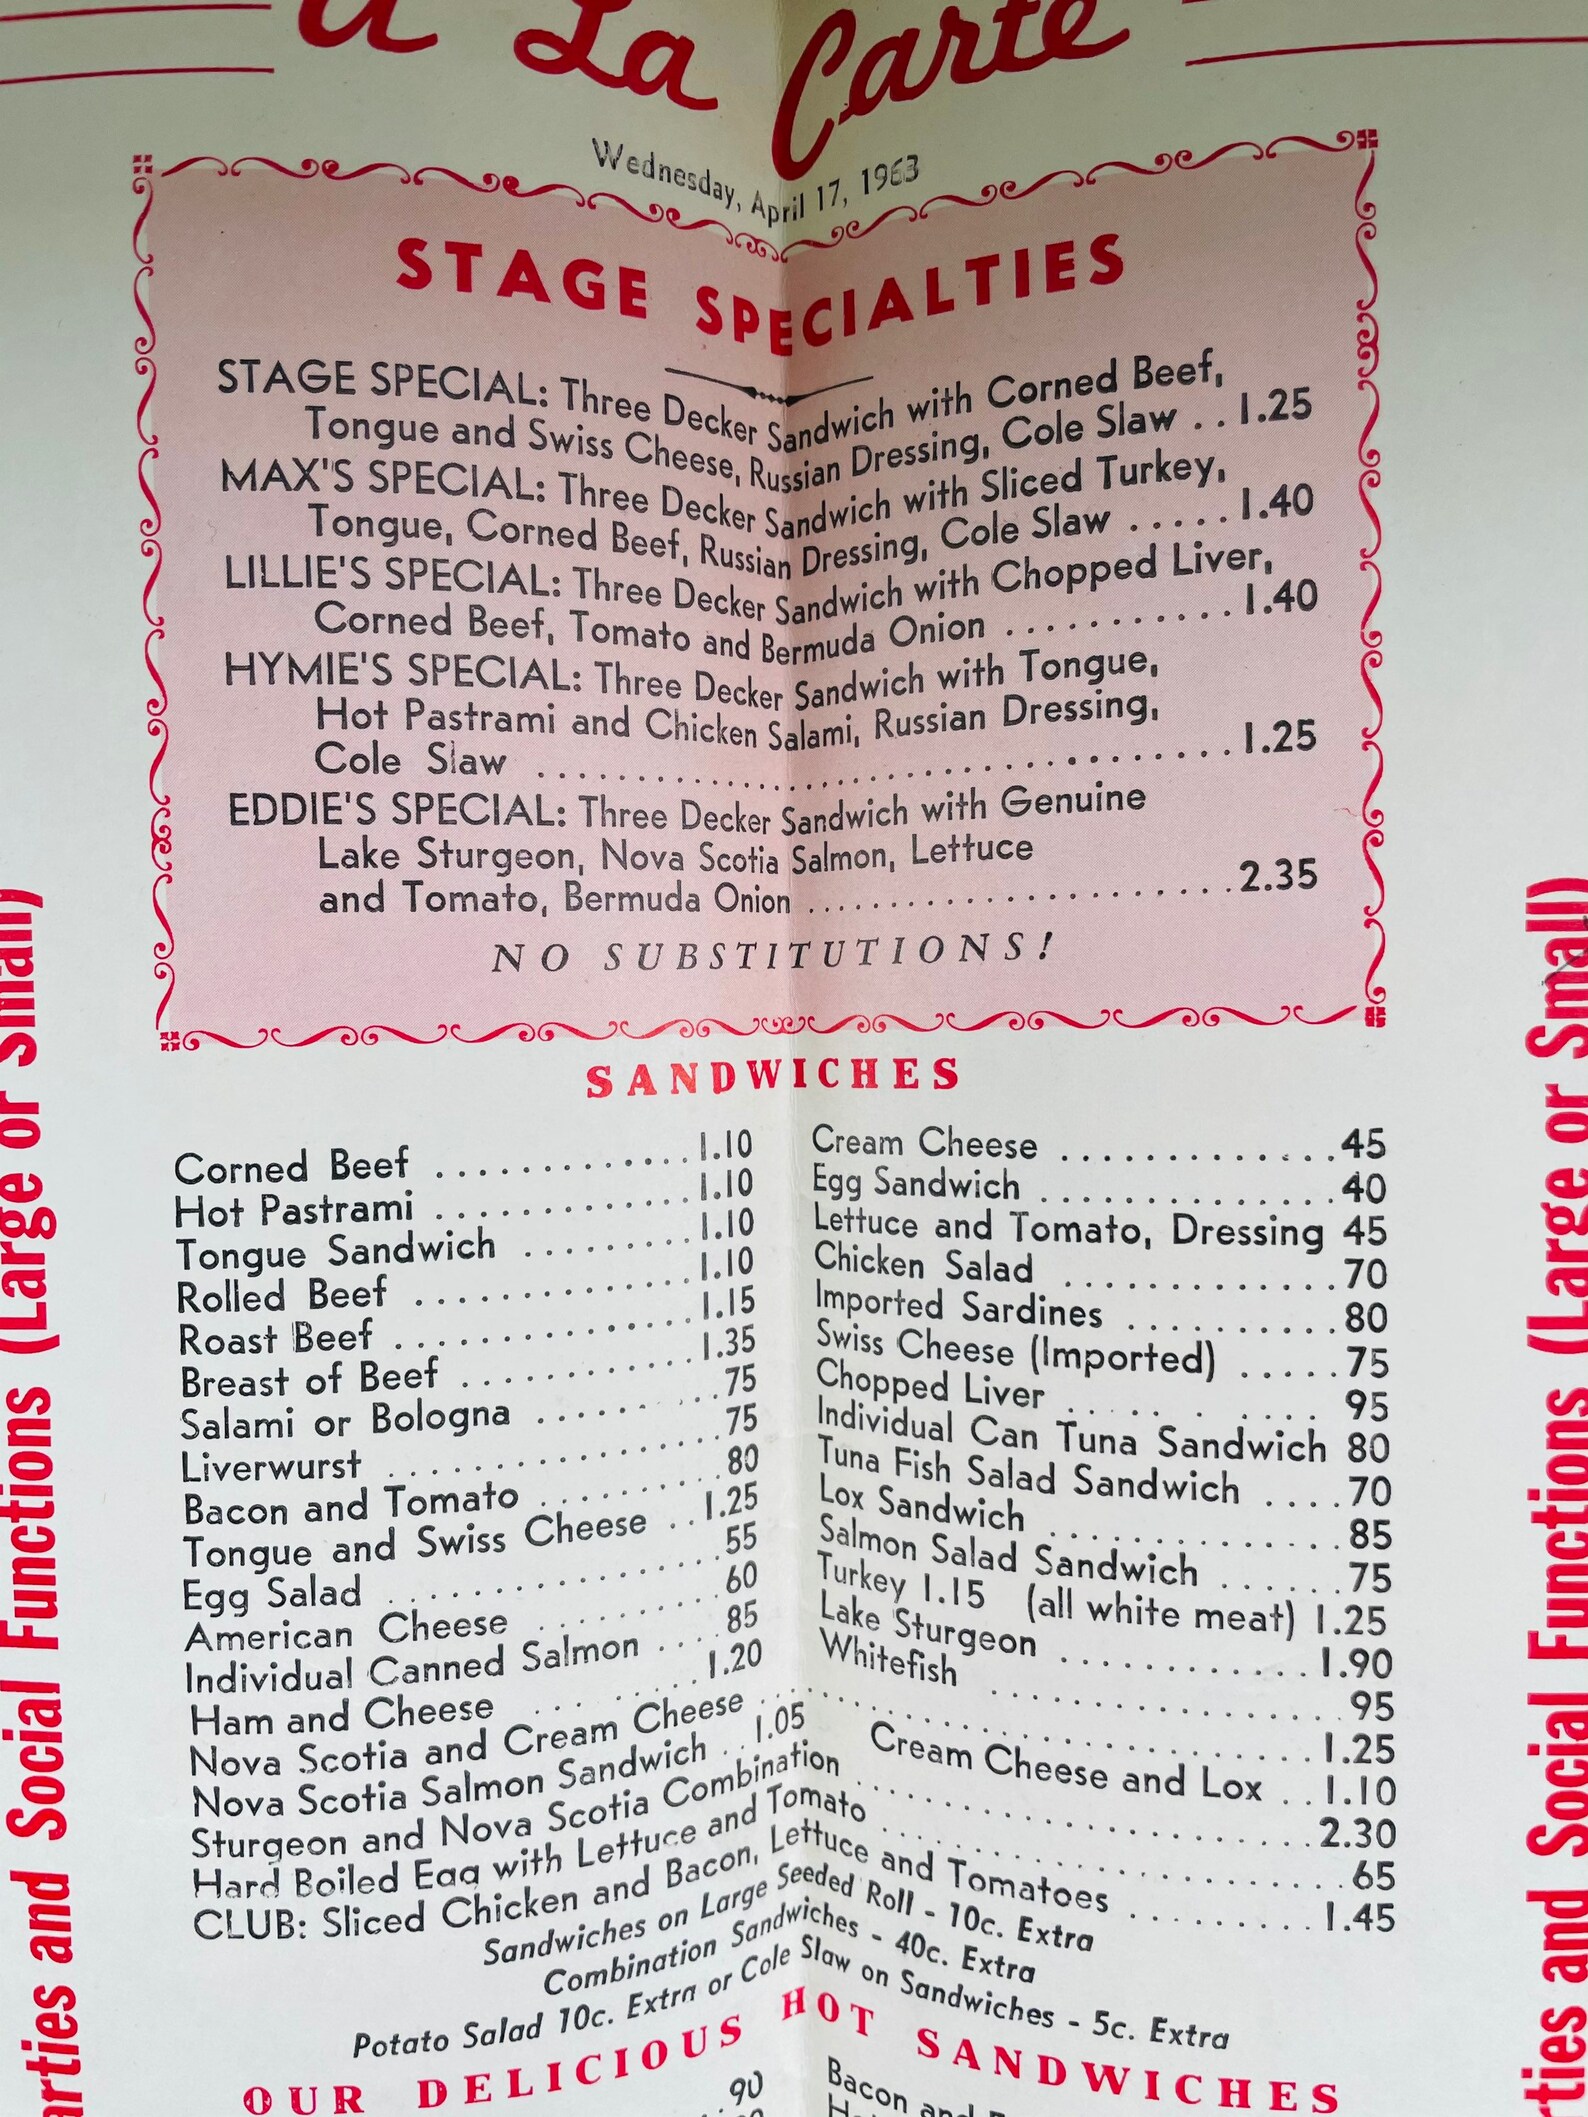 A La Carte
Wednesday, April 17, 1963
STAGE SPECIALTIES
STAGE SPECIAL: Three Decker Sandwich with Corned Beef,
Tongue and Swiss Cheese, Russian Dressing, Cole Slaw . . 1.25
MAX'S SPECIAL: Three Decker Sandwich with Sliced Turkey,
Tongue, Corned Beef, Russian Dressing, Cole Slaw . . . . . 1.40
LILLIE'S SPECIAL: Three Decker Sandwich with Chopped Liver,
Corned Beef, Tomato and Bermuda Onion . . . . . . . . . . . 1.40
HYMIE'S SPECIAL: Three Decker Sandwich with Tongue,
Hot Pastrami and Chicken Salami, Russian Dressing,
Cole Slaw . . . . . . . . . . . . . . . . . . . . . . . . . . 1.25
EDDIE'S SPECIAL: Three Decker Sandwich with Genuine
Lake Sturgeon, Nova Scotia Salmon, Lettuce
and Tomato, Bermuda Onion . . . . . . . . . . . . . . . . . . . 2.35
NO SUBSTITUTIONS!
SANDWICHES
Corned Beef . . . . . . . . . . . . . 1.10
Hot Pastrami . . . . . . . . . . . . . 1.10
Tongue Sandwich . . . . . . . . . 1.10
Rolled Beef . . . . . . . . . . . . . . 1.10
Roast Beef . . . . . . . . . . . . . . . 1.15
Breast of Beef . . . . . . . . . . . . 1.35
Salami or Bologna . . . . . . . . . 75
Liverwurst . . . . . . . . . . . . . . . . 75
Bacon and Tomato . . . . . . . . . 80
Tongue and Swiss Cheese . . 1.25
Egg Salad . . . . . . . . . . . . . . . . 55
American Cheese . . . . . . . . . . 60
Individual Canned Salmon . . . . 85
Ham and Cheese . . . . . . . . . 1.20
Cream Cheese . . . . . . . . . . . . . 45
Egg Sandwich . . . . . . . . . . . . . . 40
Lettuce and Tomato, Dressing 45
Chicken Salad . . . . . . . . . . . . . 70
Imported Sardines . . . . . . . . . . 80
Swiss Cheese (Imported) . . . . . 75
Chopped Liver . . . . . . . . . . 95
Individual Can Tuna Sandwich 80
Tuna Fish Salad Sandwich . . . . 70
Lox Sandwich . . . . . . . . . . . . . 85
Salmon Salad Sandwich . . . . . . 75
Turkey 1.15 (all white meat) 1.25
Lake Sturgeon . . . . . . . . . . . . 1.90
Whitefish . . . . . . . . . . . . . . . . . 95
Nova Scotia and Cream Cheese . . . . . . . . . . . . . . . . . . . . . . . . . 1.25
Nova Scotia Salmon Sandwich . . 1.05 Cream Cheese and Lox . . 1.10
Sturgeon and Nova Scotia Combination . . . . . . . . . . . . . . . . . . . . . 2.30
Hard Boiled Egg with Lettuce and Tomato . . . . . . . . . . . . . . . . . . . . . 65
CLUB: Sliced Chicken and Bacon, Lettuce and Tomatoes . . . . . . . . . 1.45
Sandwiches on Large Seeded Roll - 10c. Extra
Combination Sandwiches - 40c. Extra
Potato Salad 10c. Extra or Cole Slaw on Sandwiches - 5c. Extra
OUR DELICIOUS HOT SANDWICHES
90
Bacon and
arties and Social Functions (Large or Small)
rties and Social Functions (Large or Small)